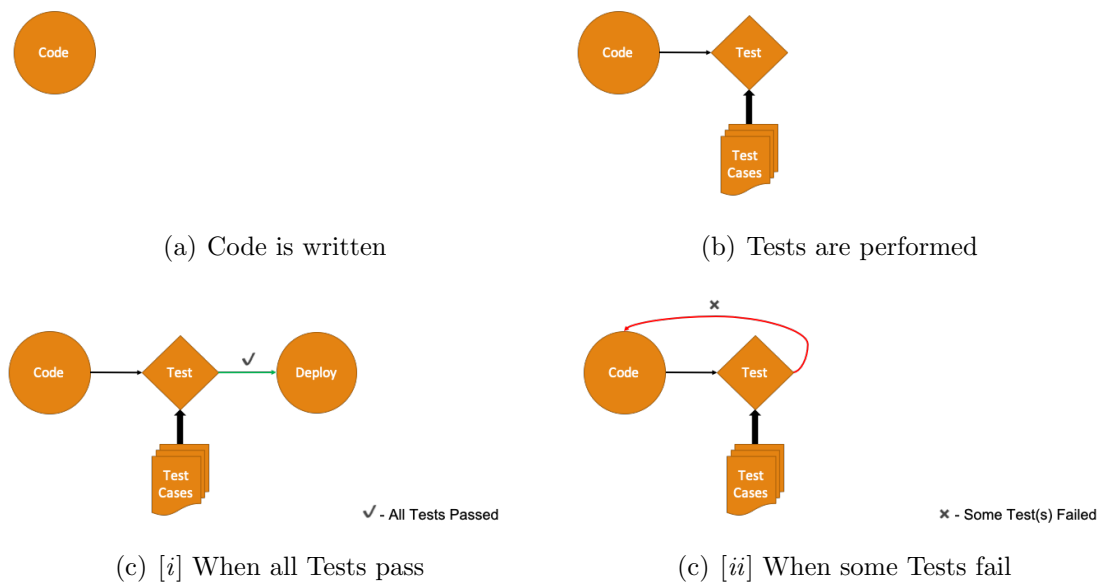 Code
Code
Test
Test
Cases
(a) Code is written
(b) Tests are performed
Code
Test
✓
Deploy
Test
Cases
✓ - All Tests Passed
×
Code
Test
Test
Cases
× - Some Test(s) Failed
(c) [i] When all Tests pass
(c) [ii] When some Tests fail